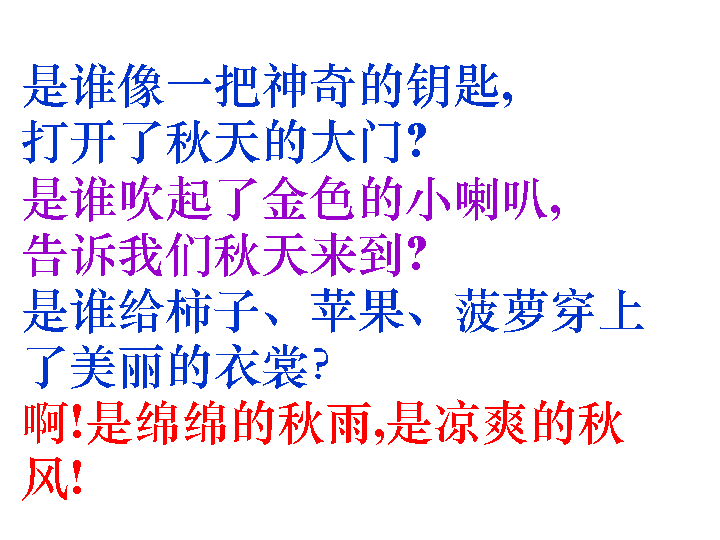 是谁像一把神奇的钥匙,
打开了秋天的大门?
是谁吹起了金色的小喇叭,
告诉我们秋天来到?
是谁给柿子、苹果、菠萝穿上
了美丽的衣裳?
啊!是绵绵的秋雨,是凉爽的秋
风!